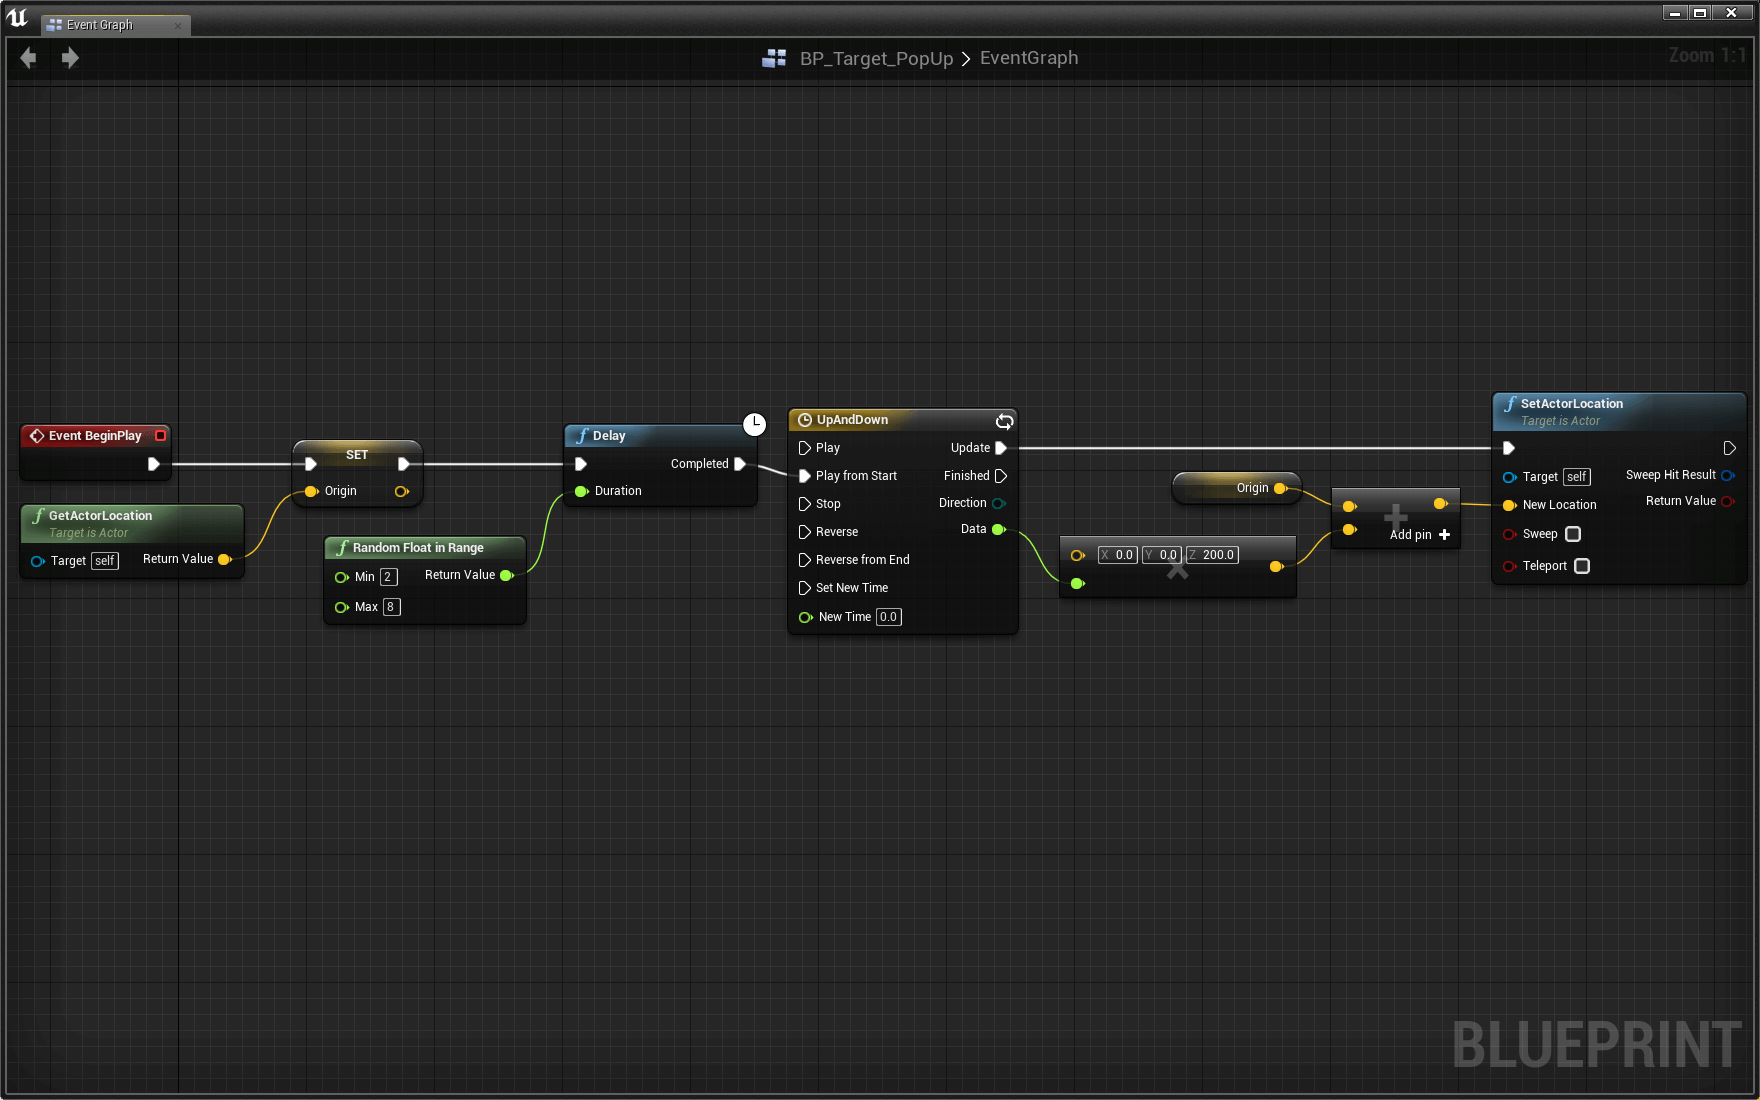 Event Graph
BP_Target_PopUp > EventGraph
Zoom 1:1
Event BeginPlay
GetActorLocation
Target is Actor
Target self
Return Value
SET
Origin
Random Float in Range
Min 2
Return Value
Max 8
Delay
Completed
Duration
UpAndDown
Play
Update
Play from Start
Finished
Stop
Direction
Reverse
Data
Reverse from End
Set New Time
New Time 0.0
Origin
X 0.0 Y 0.0 Z 200.0
Add pin
SetActorLocation
Target is Actor
Target self
Sweep Hit Result
New Location
Return Value
Sweep
Teleport
BLUEPRINT